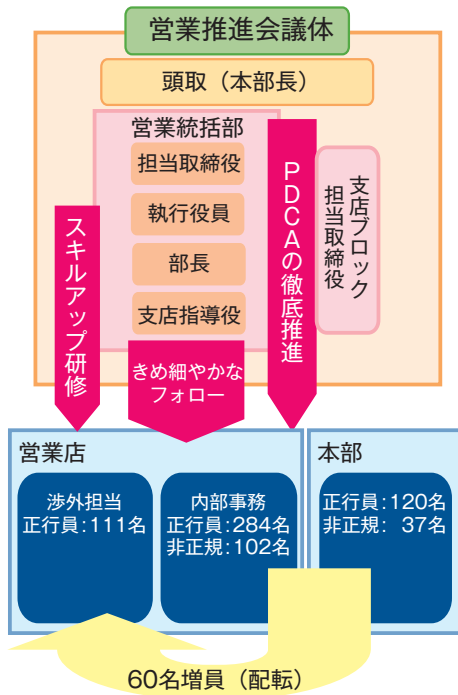 営業推進会議体
頭取（本部長）
営業統括部
担当取締役
執行役員
部長
支店指導役
支店ブロック
担当取締役
スキルアップ研修
きめ細やかな
フォロー
PDCAの徹底推進
営業店
渉外担当
正行員：111名
内部事務
正行員：284名
非正規：102名
本部
正行員：120名
非正規： 37名
60名増員（配転）